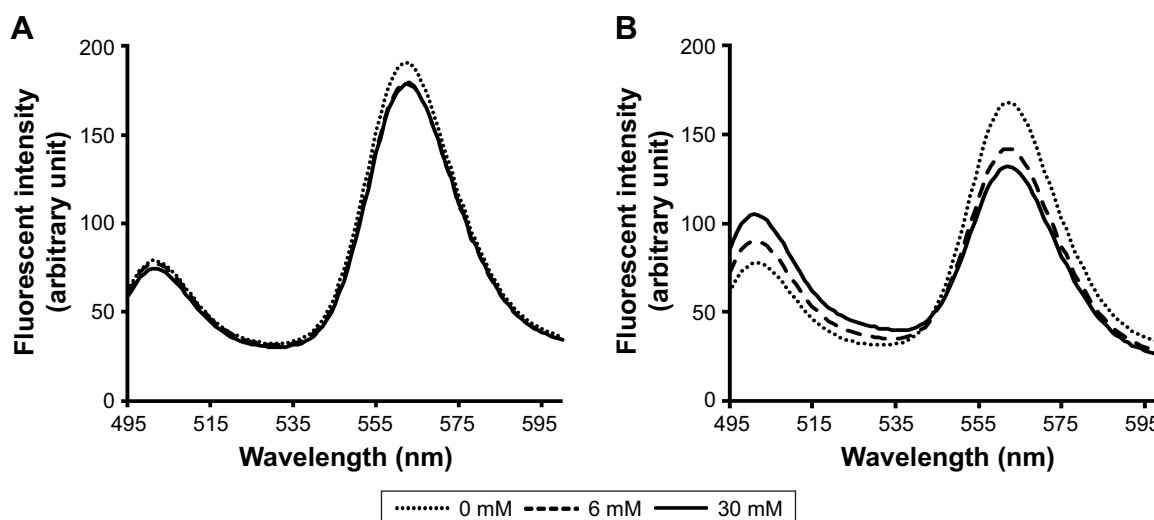 A
Fluorescent intensity
(arbitrary unit)
200
150
100
50
0
495 515 535 555 575 595
Wavelength (nm)
B
Fluorescent intensity
(arbitrary unit)
200
150
100
50
0
495 515 535 555 575 595
Wavelength (nm)
0 mM 6 mM 30 mM